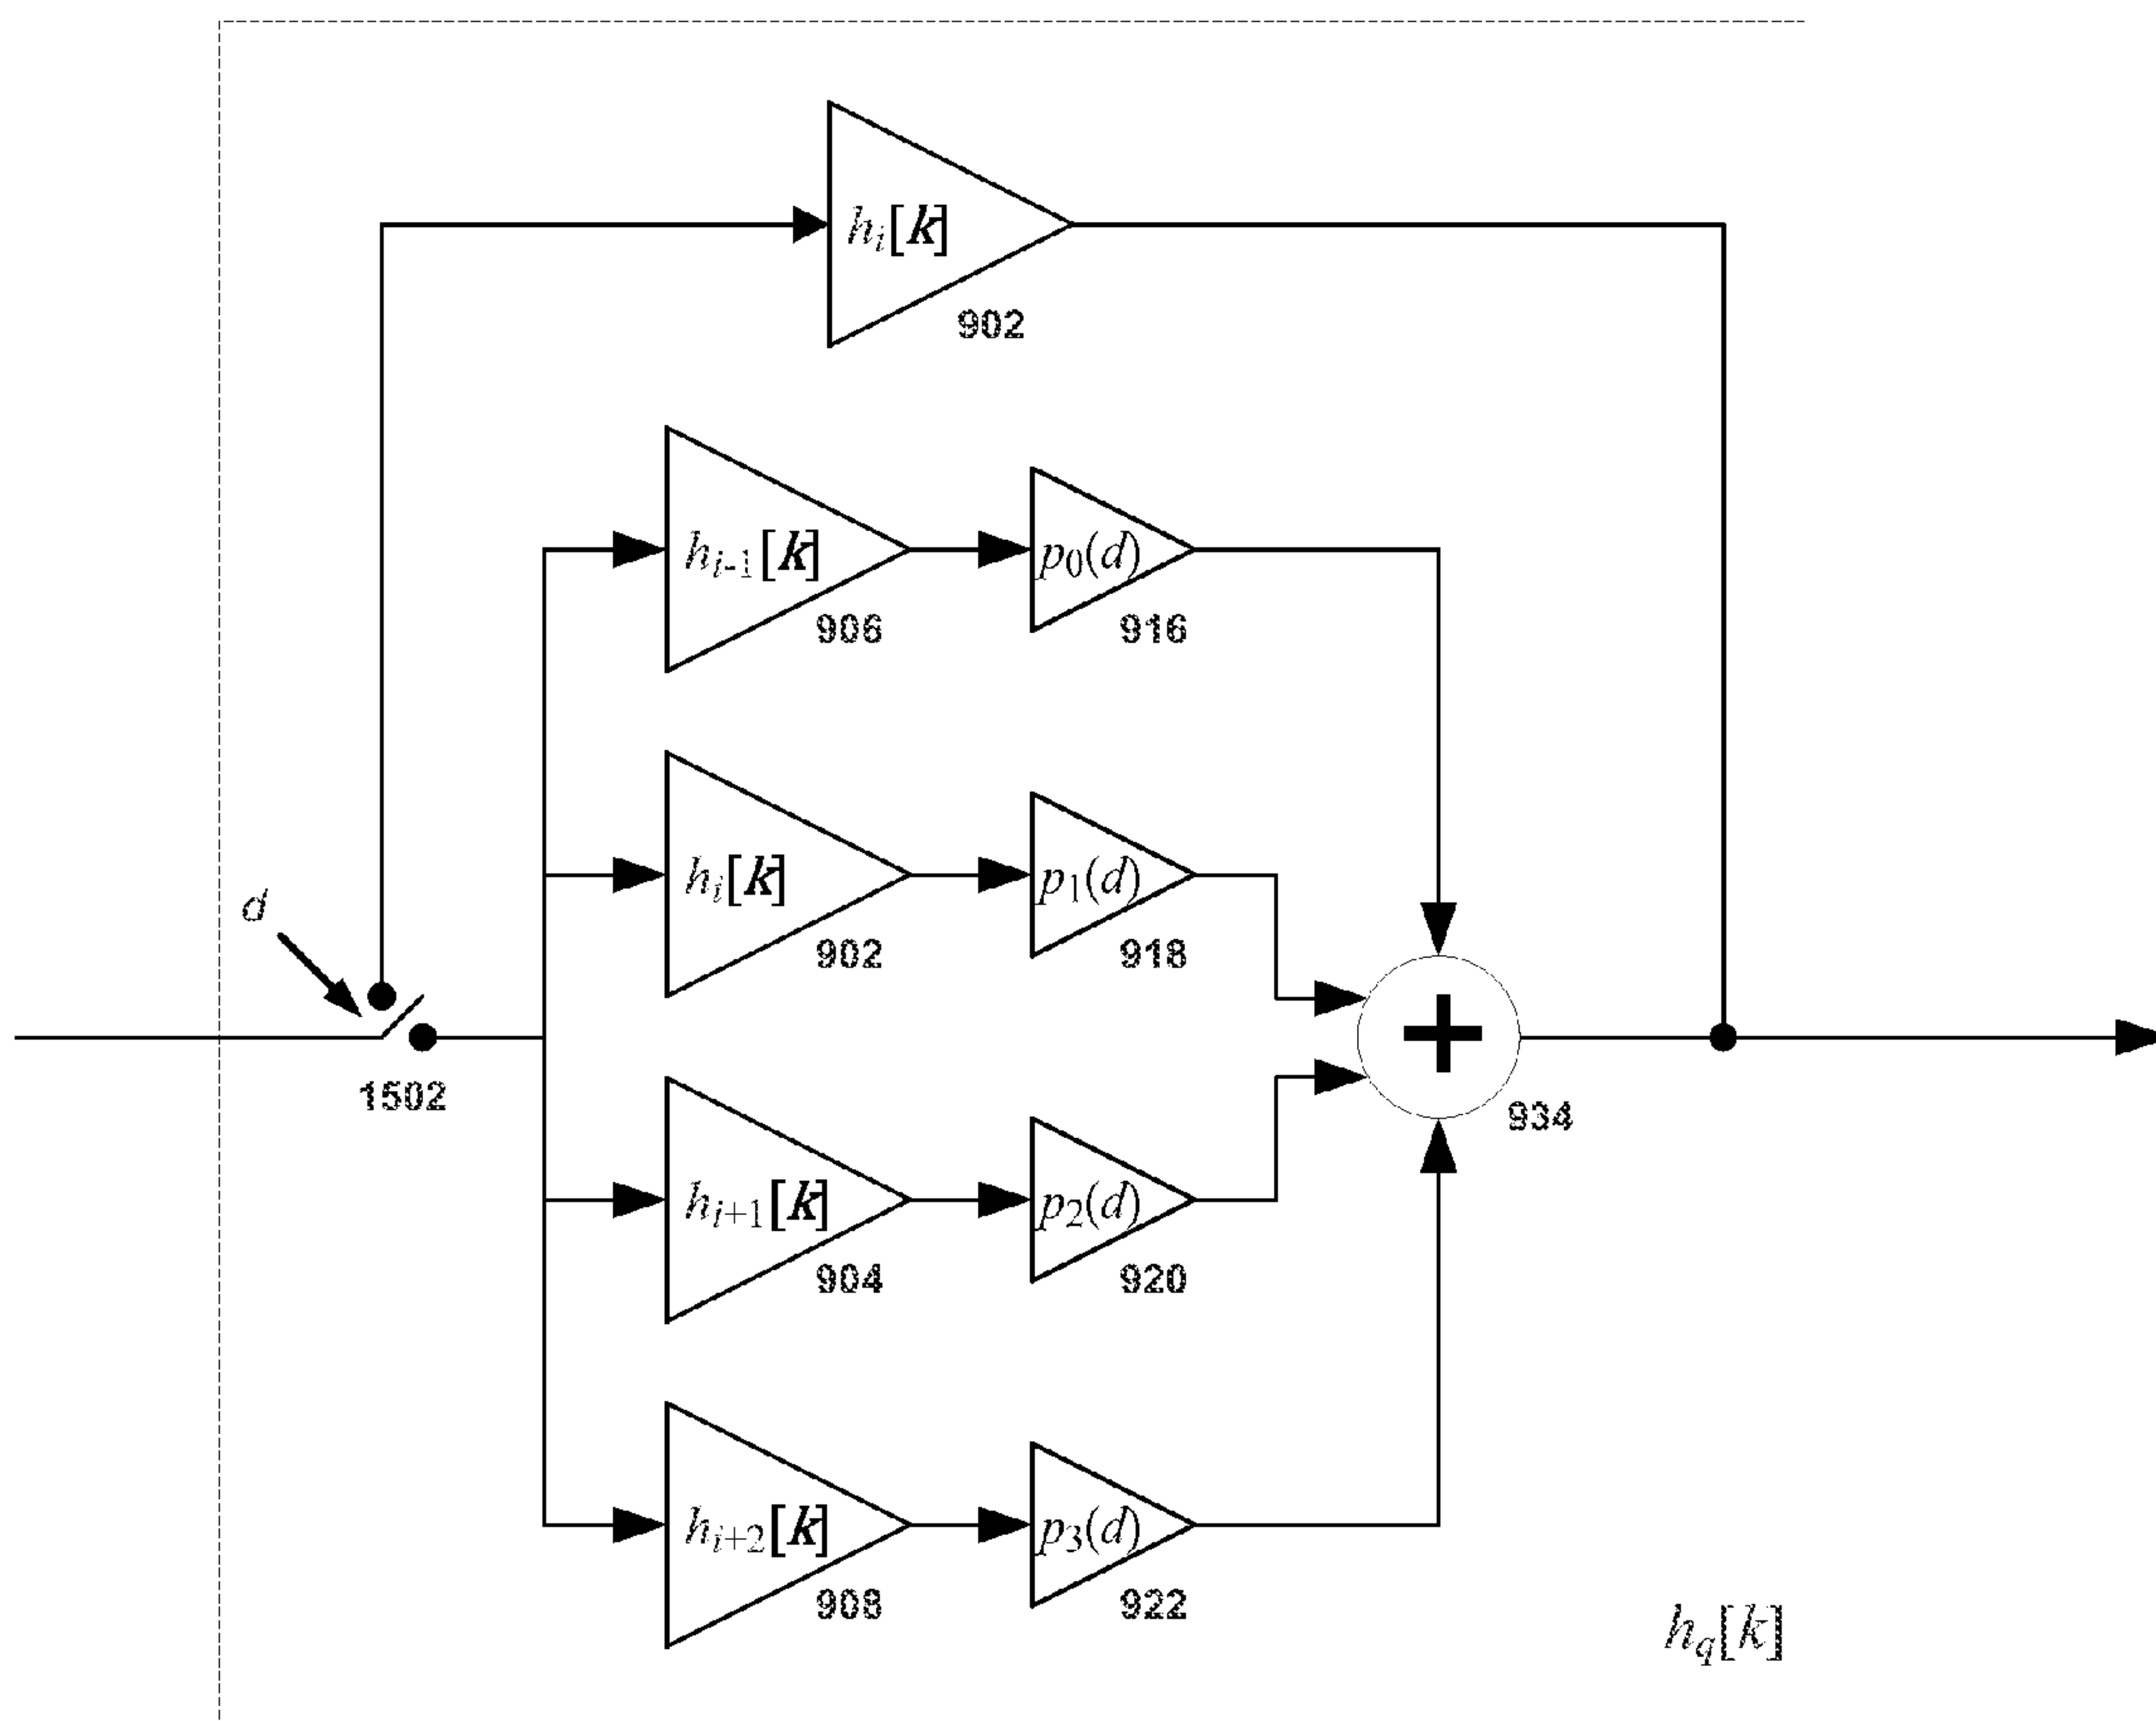 hᵢ[k]
902
hᵢ₋₁[k]
p₀(d)
906
916
hᵢ[k]
p₁(d)
902
918
d
1502
+
934
hᵢ₊₁[k]
p₂(d)
904
920
hᵢ₊₂[k]
p₃(d)
908
922
h_q[k]